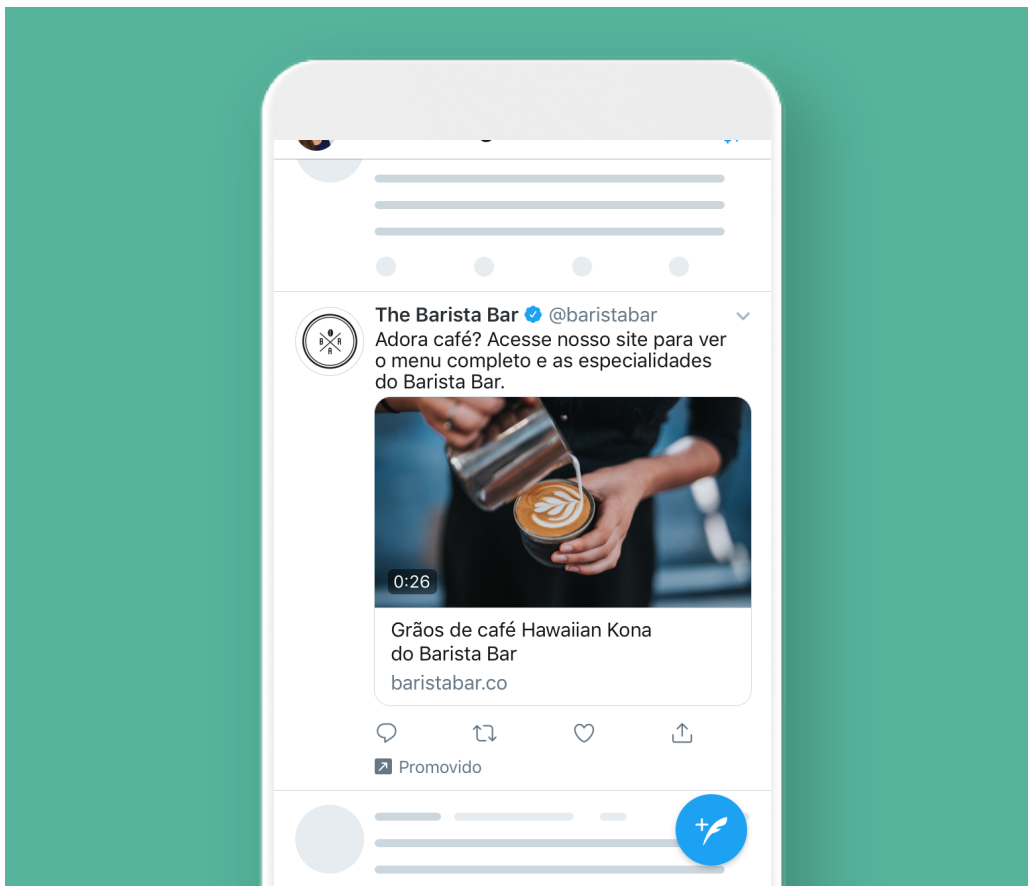 The Barista Bar @baristabar
Adora café? Acesse nosso site para ver
o menu completo e as especialidades
do Barista Bar.
B A R
0:26
Grãos de café Hawaiian Kona
do Barista Bar
baristabar.co
Promovido